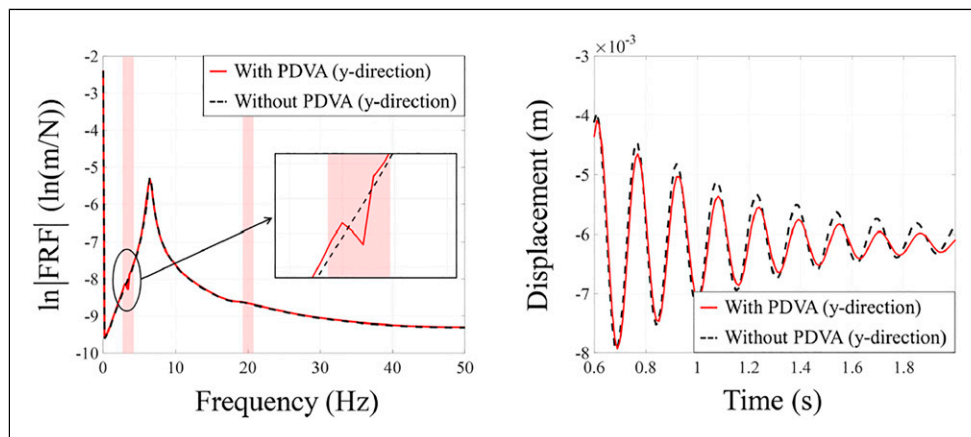 -2
-3
-4
-5
-6
-7
-8
-9
-10
ln|FRF| (ln(m/N))
With PDVA (y-direction)
Without PDVA (y-direction)
0 10 20 30 40 50
Frequency (Hz)
×10⁻³
-3
-4
-5
-6
-7
-8
Displacement (m)
With PDVA (y-direction)
Without PDVA (y-direction)
0.6 0.8 1 1.2 1.4 1.6 1.8
Time (s)